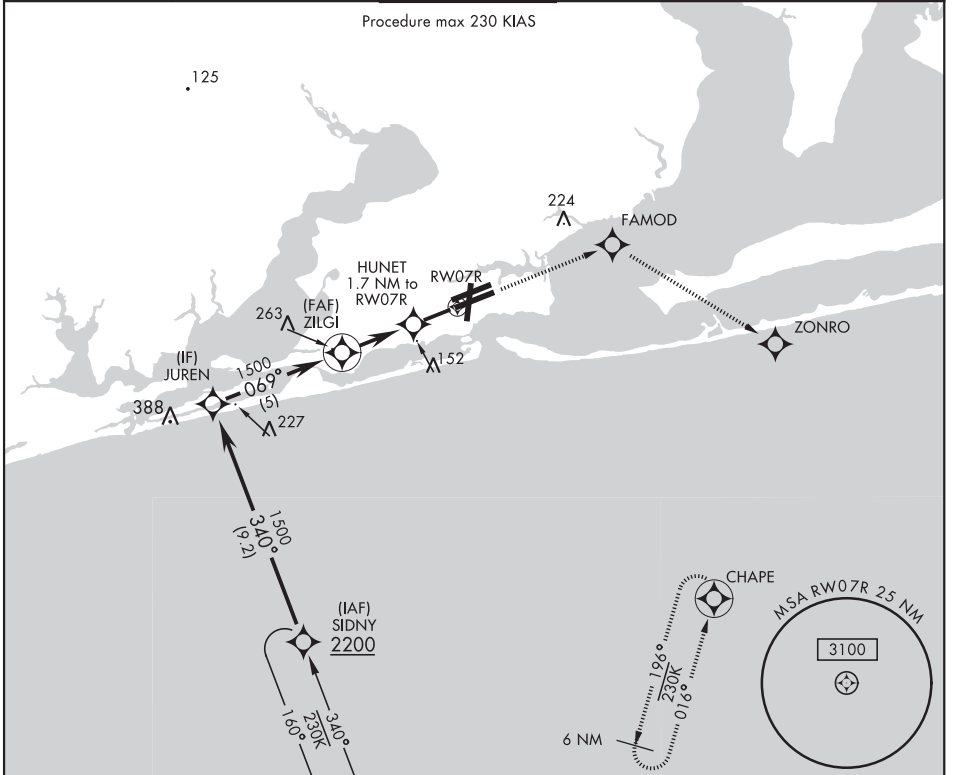 Procedure max 230 KIAS
125
224
FAMOD
HUNET
1.7 NM to
RW07R
RW07R
(FAF)
ZILGI
263
ZONRO
(IF)
JUREN
1500
069°
(5)
152
388
227
1500
340°
(9.2)
(IAF)
SIDNY
2200
CHAPE
MSA RW07R 25 NM
3100
196°
230K
016°
160°
230K
340°
6 NM